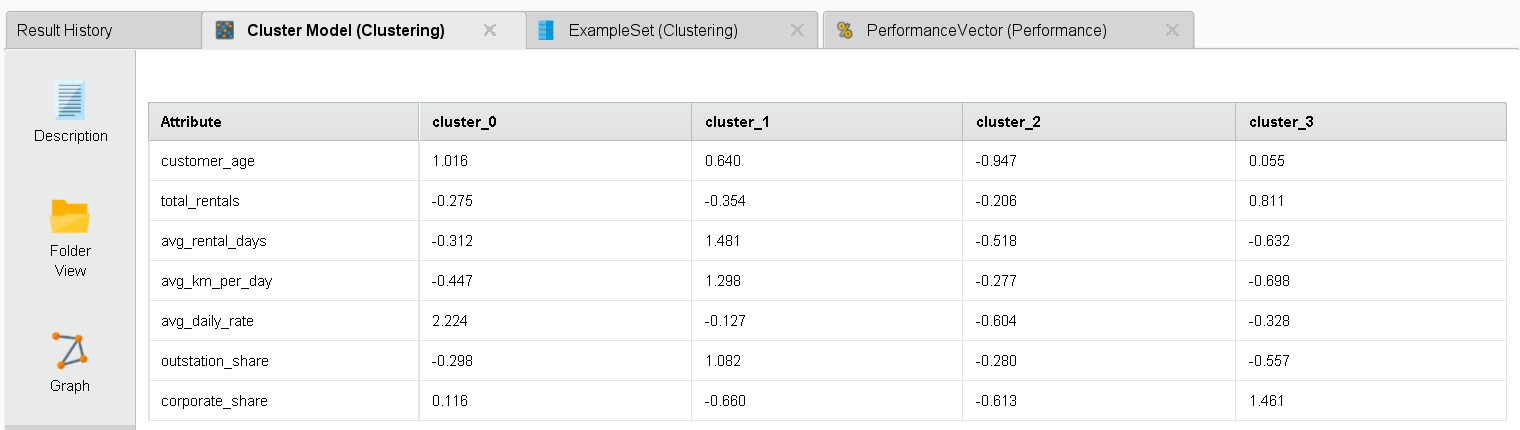 Result History Cluster Model (Clustering) ExampleSet (Clustering) PerformanceVector (Performance)
Description
Folder
View
Graph
Attribute cluster_0 cluster_1 cluster_2 cluster_3
customer_age 1.016 0.640 -0.947 0.055
total_rentals -0.275 -0.354 -0.206 0.811
avg_rental_days -0.312 1.481 -0.518 -0.632
avg_km_per_day -0.447 1.298 -0.277 -0.698
avg_daily_rate 2.224 -0.127 -0.604 -0.328
outstation_share -0.298 1.082 -0.280 -0.557
corporate_share 0.116 -0.660 -0.613 1.461